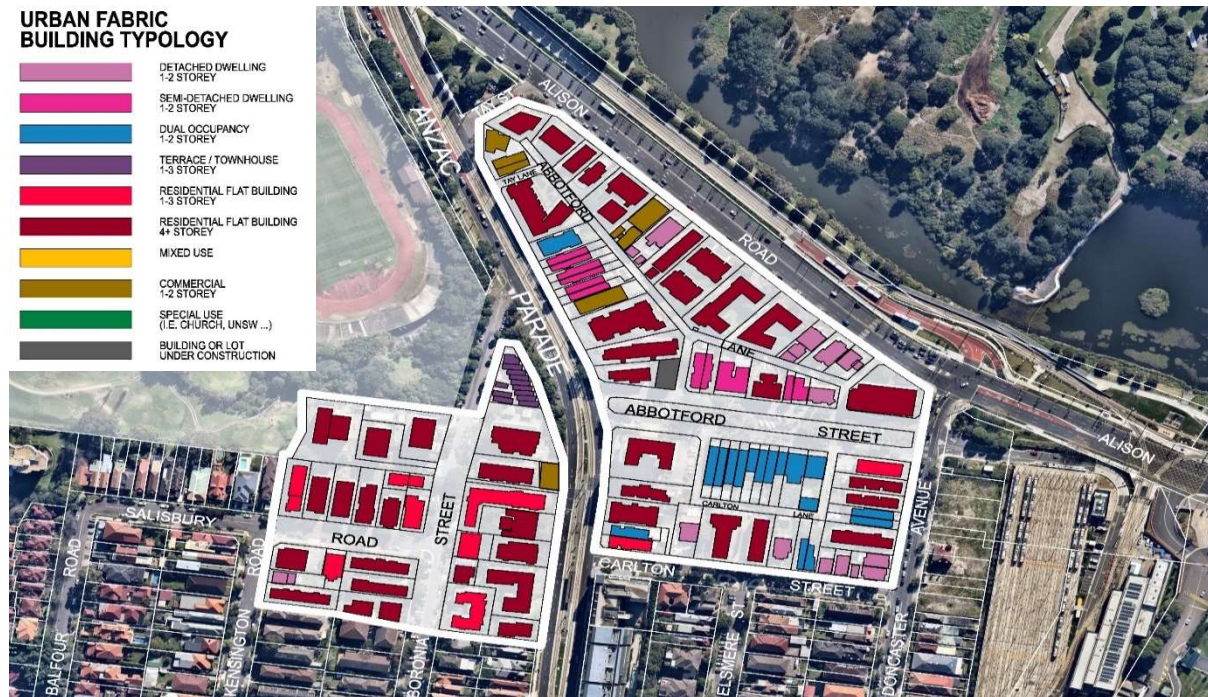 URBAN FABRIC
BUILDING TYPOLOGY
DETACHED DWELLING
1-2 STOREY
SEMI-DETACHED DWELLING
1-2 STOREY
DUAL OCCUPANCY
1-2 STOREY
TERRACE / TOWNHOUSE
1-3 STOREY
RESIDENTIAL FLAT BUILDING
1-3 STOREY
RESIDENTIAL FLAT BUILDING
4+ STOREY
MIXED USE
COMMERCIAL
1-2 STOREY
SPECIAL USE
(I.E. CHURCH, UNSW ...)
BUILDING OR LOT
UNDER CONSTRUCTION
TAY ST
ALISON
ANZAC
TAY LANE
ABBOTFORD
ROAD
PARADE
LANE
ABBOTFORD
STREET
ALISON
SALISBURY
ROAD
STREET
CARLTON
LANE
AVENUE
CARLTON
STREET
BALFOUR
ROAD
KENSINGTON
ROAD
ELSMERE ST
DONCASTER